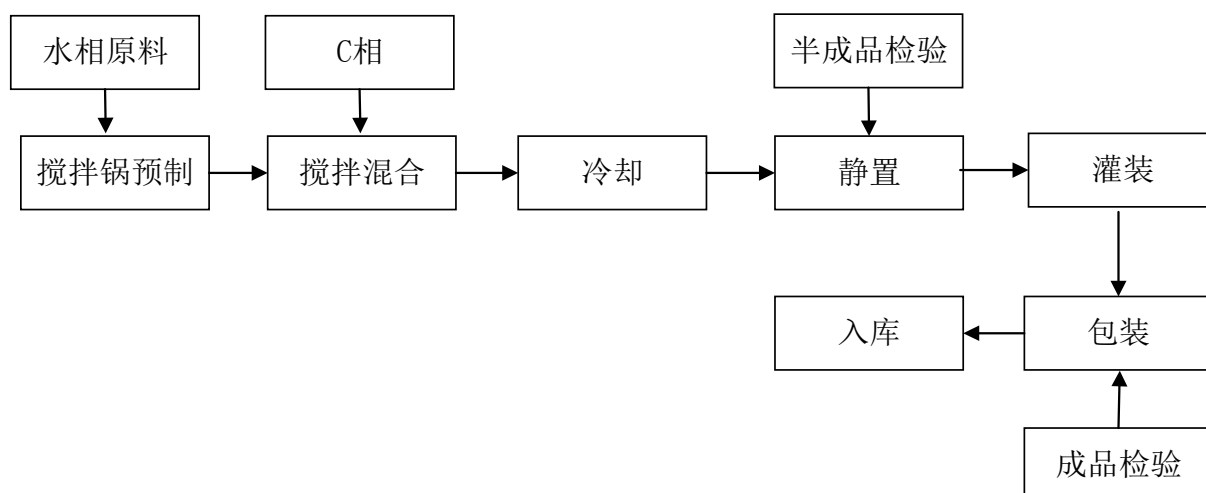 水相原料
C相
半成品检验
搅拌锅预制
搅拌混合
冷却
静置
灌装
入库
包装
成品检验